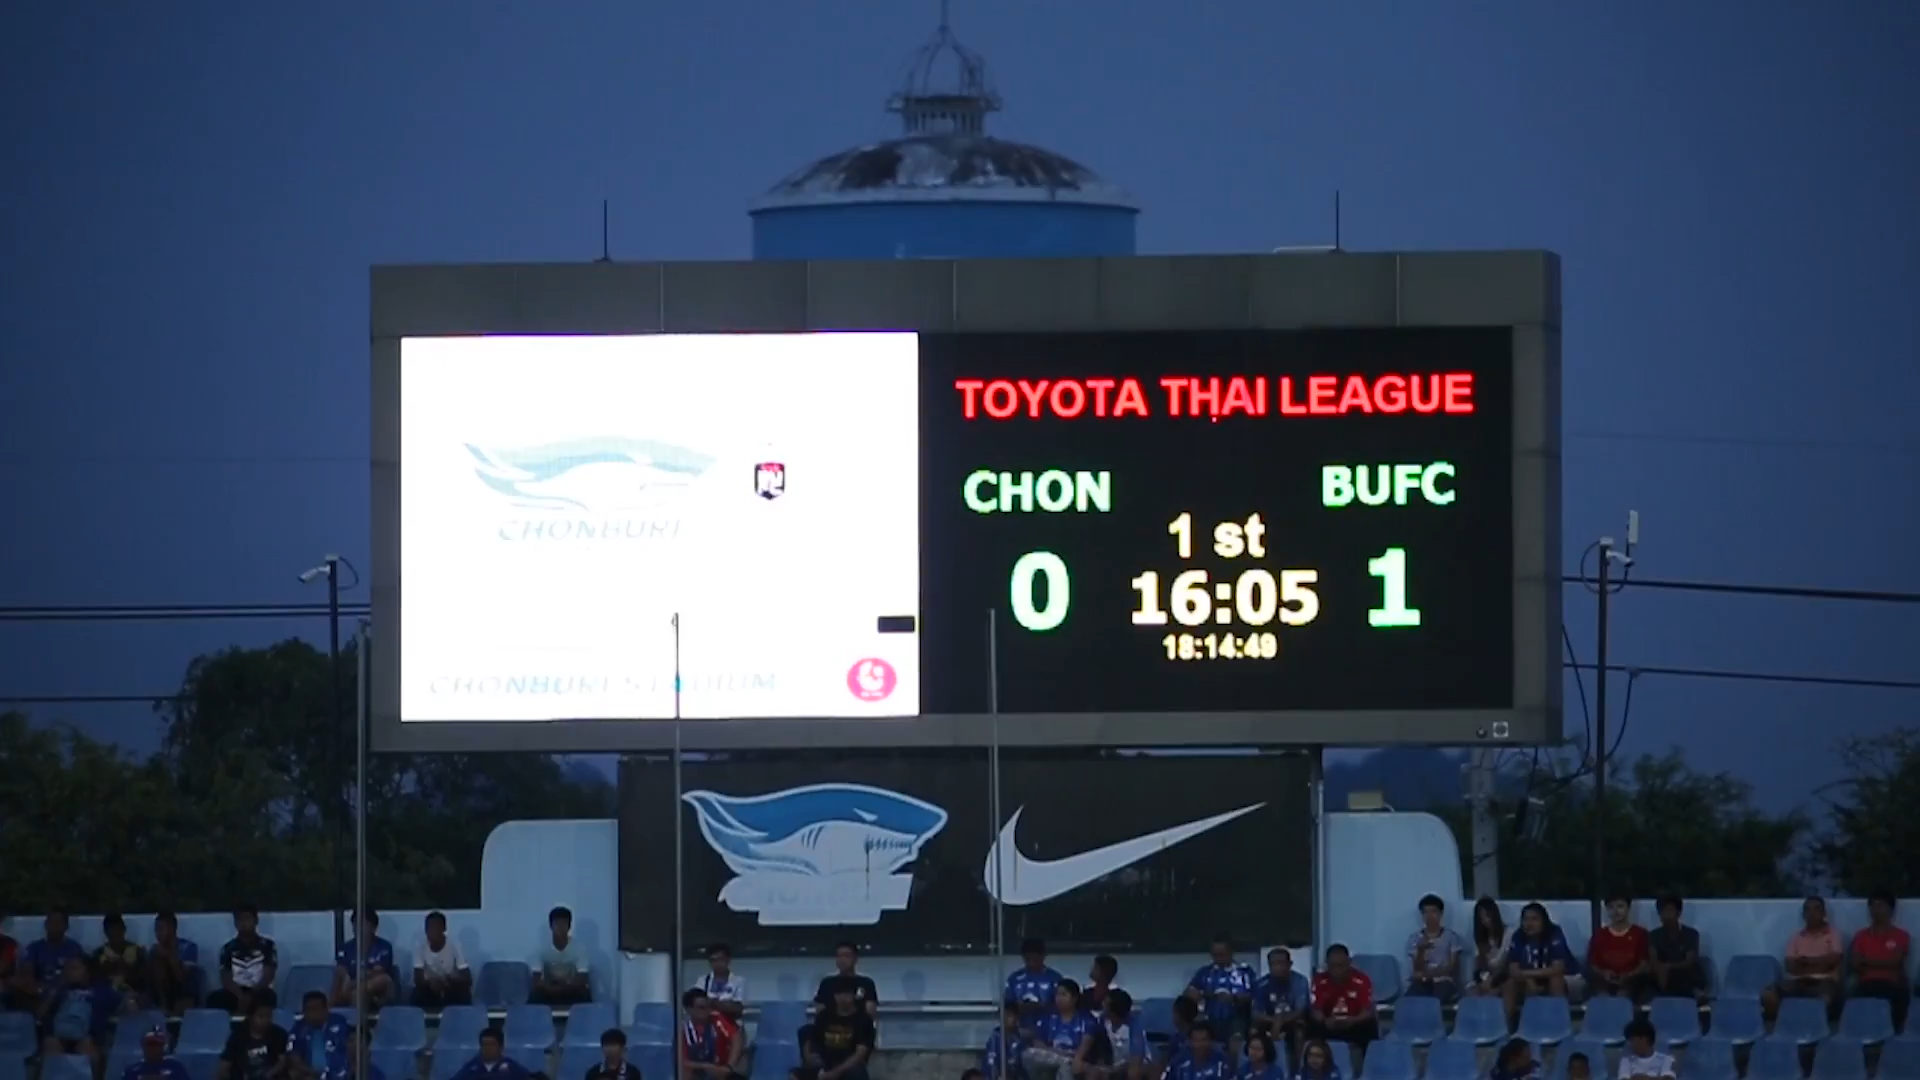 CHONBURI
CHONBURI STADIUM
TOYOTA THAI LEAGUE
CHON
BUFC
1 st
0
16:05
1
18:14:49